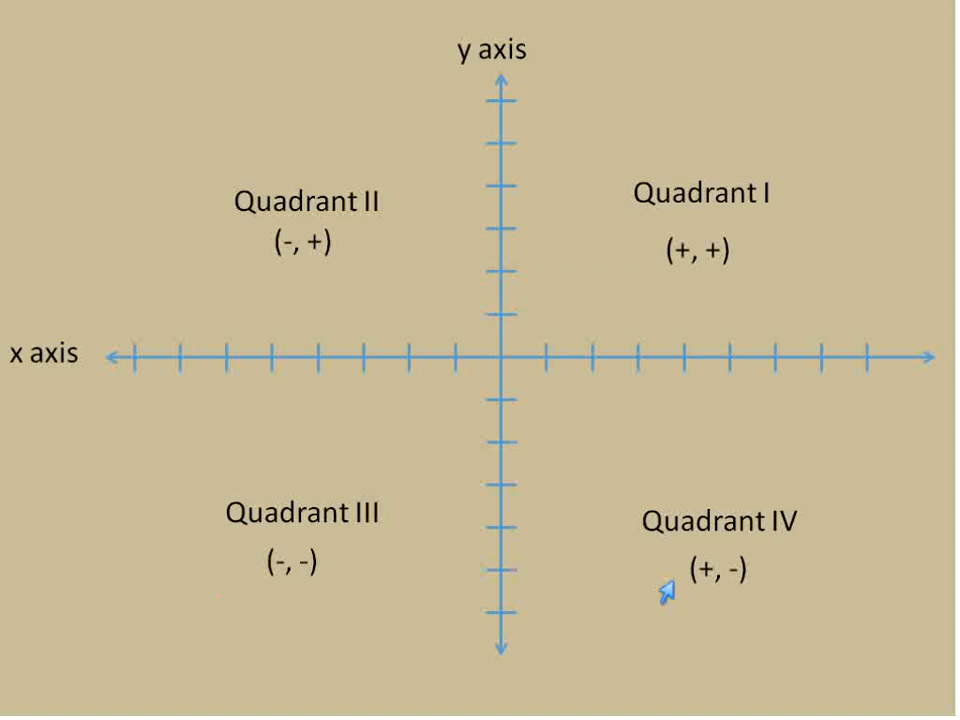 y axis
Quadrant II
(-, +)
Quadrant I
(+, +)
x axis
Quadrant III
(-, -)
Quadrant IV
(+, -)